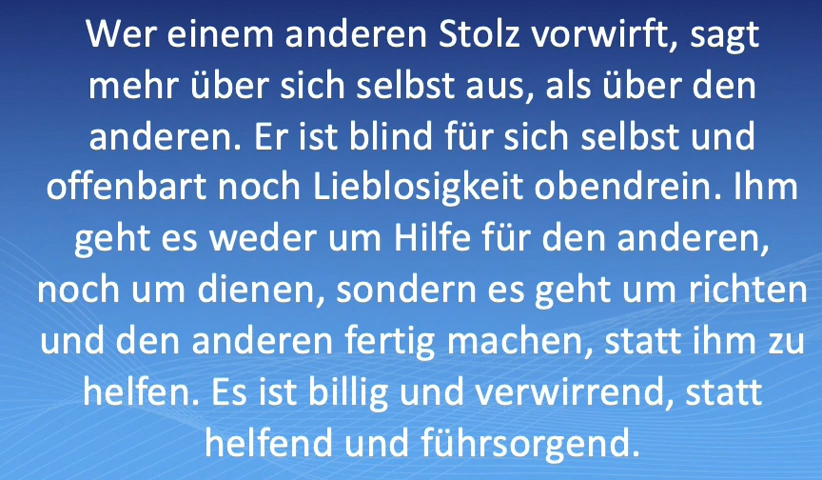 Wer einem anderen Stolz vorwirft, sagt
mehr über sich selbst aus, als über den
anderen. Er ist blind für sich selbst und
offenbart noch Lieblosigkeit obendrein. Ihm
geht es weder um Hilfe für den anderen,
noch um dienen, sondern es geht um richten
und den anderen fertig machen, statt ihm zu
helfen. Es ist billig und verwirrend, statt
helfend und führsorgend.